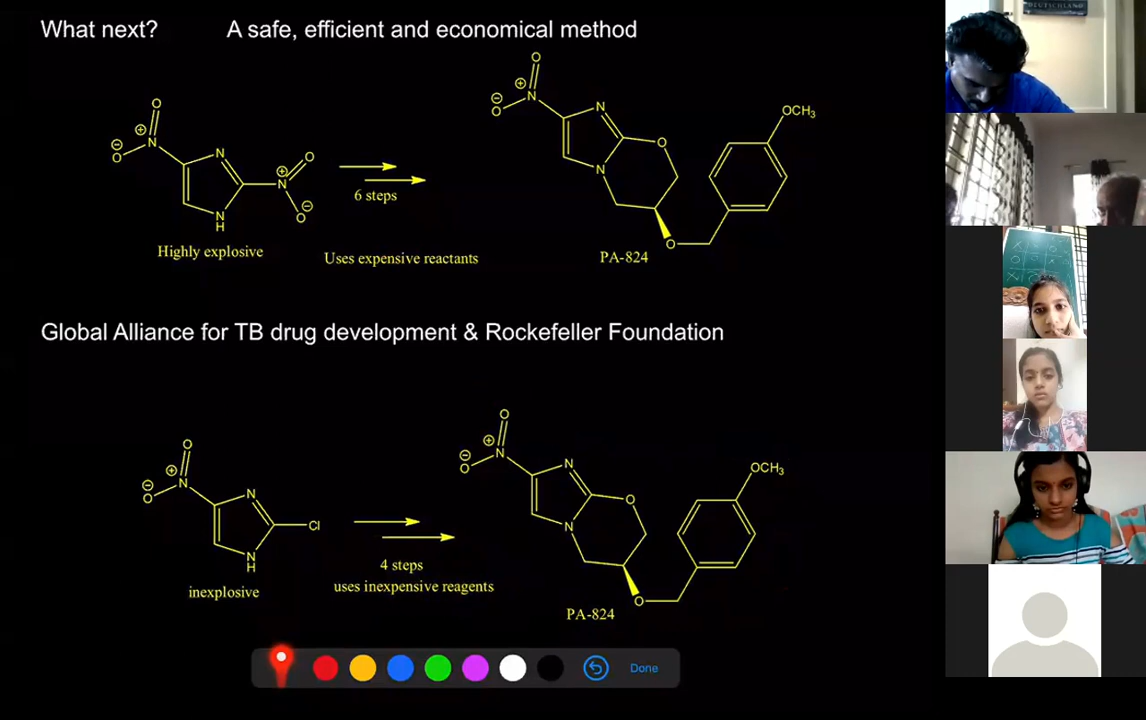 What next? A safe, efficient and economical method
O
⊕
N
⊖
O
N
N
H
⊕
N
O
O
⊖
Highly explosive
6 steps
Uses expensive reactants
O
⊕
N
⊖
O
N
N
O
O
OCH3
PA-824
Global Alliance for TB drug development & Rockefeller Foundation
O
⊕
N
⊖
O
N
Cl
N
H
inexplosive
4 steps
uses inexpensive reagents
O
⊕
N
⊖
O
N
N
O
O
OCH3
PA-824
Done
DEUTSCHLAND